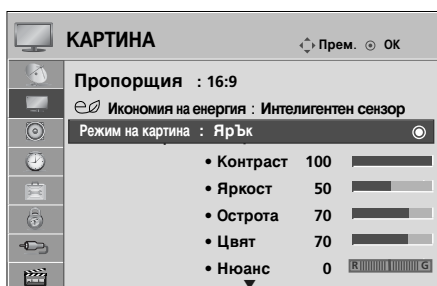 КАРТИНА Прем. OK
Пропорщия : 16:9
Икономия на енергия : Интелигентен сензор
Режим на картина : ЯрЪк
• Контраст 100
• Яркост 50
• Острота 70
• Цвят 70
• Нюанс 0 R G